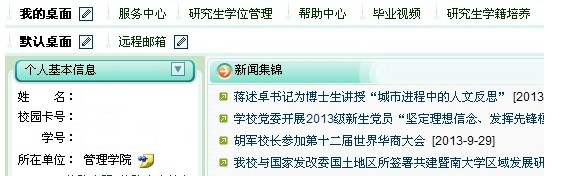 我的桌面 服务中心 研究生学位管理 帮助中心 毕业视频 研究生学籍培养
默认桌面 远程邮箱
个人基本信息
姓 名：
校园卡号：
学号：
所在单位： 管理学院
新闻集锦
蒋述卓书记为博士生讲授“城市进程中的人文反思” [2013
学校党委开展2013级新生党员“坚定理想信念、发挥先锋模
胡军校长参加第十二届世界华商大会 [2013-9-29]
我校与国家发改委国土地区所签署共建暨南大学区域发展研